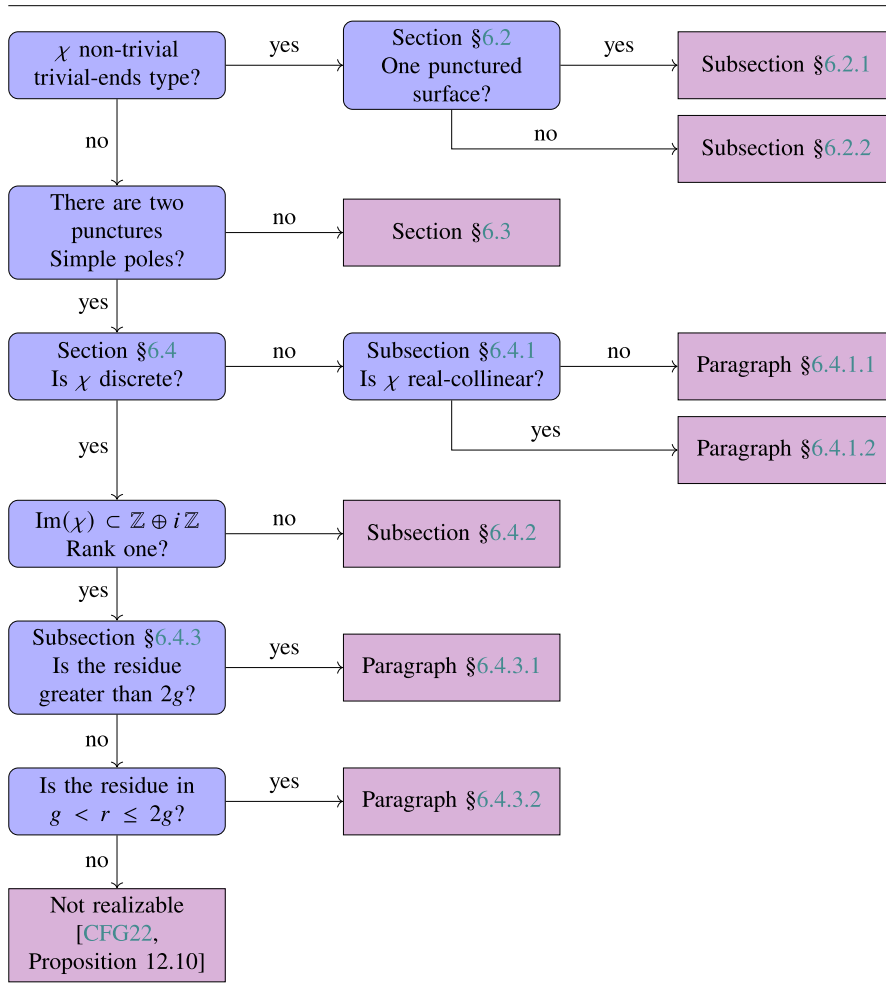 χ non-trivial
trivial-ends type?
yes
Section §6.2
One punctured
surface?
yes
Subsection §6.2.1
no
Subsection §6.2.2
no
There are two
punctures
Simple poles?
no
Section §6.3
yes
Section §6.4
Is χ discrete?
no
Subsection §6.4.1
Is χ real-collinear?
no
Paragraph §6.4.1.1
yes
Paragraph §6.4.1.2
yes
Im(χ) ⊂ ℤ ⊕ i ℤ
Rank one?
no
Subsection §6.4.2
yes
Subsection §6.4.3
Is the residue
greater than 2g?
yes
Paragraph §6.4.3.1
no
Is the residue in
g < r ≤ 2g?
yes
Paragraph §6.4.3.2
no
Not realizable
[CFG22,
Proposition 12.10]